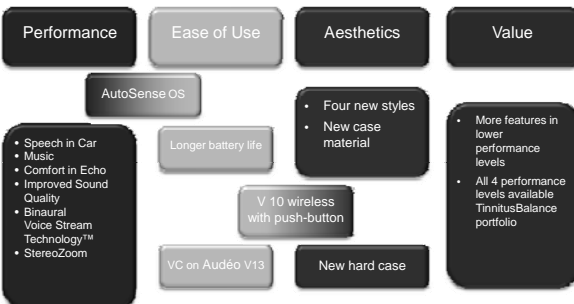 Performance
Ease of Use
Aesthetics
Value
AutoSense OS
• Speech in Car
• Music
• Comfort in Echo
• Improved Sound
Quality
• Binaural
Voice Stream
Technology™
• StereoZoom
Longer battery life
V 10 wireless
with push-button
VC on Audéo V13
• Four new styles
• New case
material
New hard case
• More features in
lower
performance
levels
• All 4 performance
levels available
TinnitusBalance
portfolio